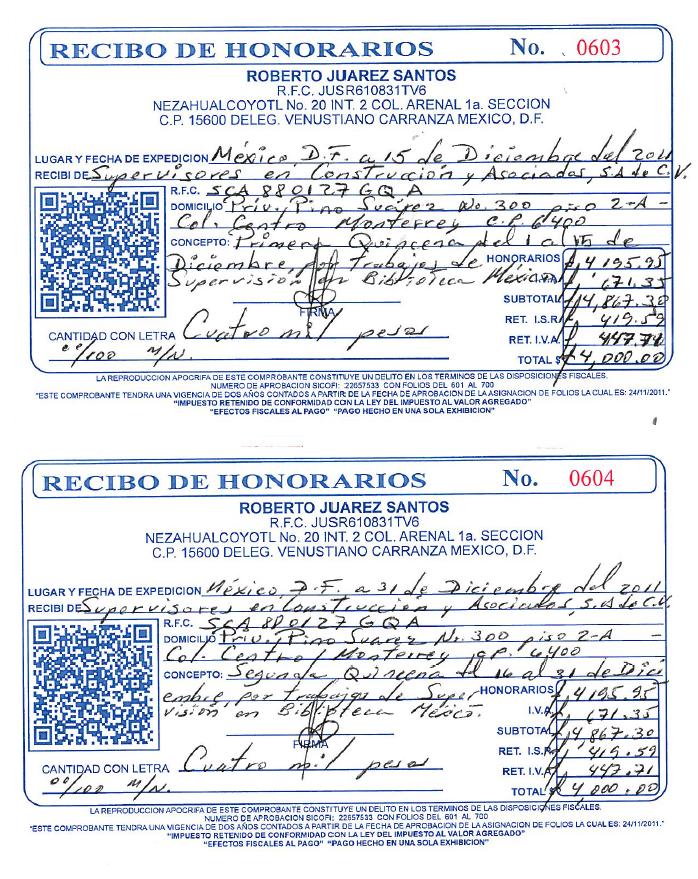 RECIBO DE HONORARIOS No. 0603
ROBERTO JUAREZ SANTOS
R.F.C. JUSR610831TV6
NEZAHUALCOYOTL No. 20 INT. 2 COL. ARENAL 1a. SECCION
C.P. 15600 DELEG. VENUSTIANO CARRANZA MEXICO, D.F.
LUGAR Y FECHA DE EXPEDICION México, D.F. a 15 de Diciembre del 2011
RECIBI DE Supervisores en Construcción y Asociados, S.A de C.V.
R.F.C. SCA 880127 GQA
DOMICILIO Priv. Pino Suárez No. 300 piso 2-A -
Col. Centro Monterrey C.P. 6400
CONCEPTO: Primera Quincena del 1 al 15 de
Diciembre, por trabajos de HONORARIOS $ 4195.95
Supervisión en Biblioteca México. I.V.A. 671.35
SUBTOTAL $ 4,867.30
FIRMA RET. I.S.R. 419.59
CANTIDAD CON LETRA Cuatro mil pesos RET. I.V.A. 447.71
00/100 M/N. TOTAL $ 4,000.00
LA REPRODUCCION APOCRIFA DE ESTE COMPROBANTE CONSTITUYE UN DELITO EN LOS TERMINOS DE LAS DISPOSICIONES FISCALES.
NUMERO DE APROBACION SICOFI: 22657533 CON FOLIOS DEL 601 AL 700
"ESTE COMPROBANTE TENDRA UNA VIGENCIA DE DOS AÑOS CONTADOS A PARTIR DE LA FECHA DE APROBACION DE LA ASIGNACION DE FOLIOS LA CUAL ES: 24/11/2011."
"IMPUESTO RETENIDO DE CONFORMIDAD CON LA LEY DEL IMPUESTO AL VALOR AGREGADO"
"EFECTOS FISCALES AL PAGO" "PAGO HECHO EN UNA SOLA EXHIBICION"
RECIBO DE HONORARIOS No. 0604
ROBERTO JUAREZ SANTOS
R.F.C. JUSR610831TV6
NEZAHUALCOYOTL No. 20 INT. 2 COL. ARENAL 1a. SECCION
C.P. 15600 DELEG. VENUSTIANO CARRANZA MEXICO, D.F.
LUGAR Y FECHA DE EXPEDICION México, D.F. a 31 de Diciembre del 2011
RECIBI DE Supervisores en Construcción y Asociados, S.A de C.V.
R.F.C. SCA 880127 GQA
DOMICILIO Priv. Pino Suarez No. 300 piso 2-A -
Col. Centro Monterrey, C.P. 6400
CONCEPTO: Segunda Quincena del 16 al 31 de Dici
embre, por trabajos de Super HONORARIOS $ 4195.95
visión en Biblioteca México. I.V.A. 671.35
SUBTOTAL $ 4867.30
FIRMA RET. I.S.R. 419.59
CANTIDAD CON LETRA Cuatro mil pesos RET. I.V.A. 447.71
00/100 M/N. TOTAL $ 4000.00
LA REPRODUCCION APOCRIFA DE ESTE COMPROBANTE CONSTITUYE UN DELITO EN LOS TERMINOS DE LAS DISPOSICIONES FISCALES.
NUMERO DE APROBACION SICOFI: 22657533 CON FOLIOS DEL 601 AL 700
"ESTE COMPROBANTE TENDRA UNA VIGENCIA DE DOS AÑOS CONTADOS A PARTIR DE LA FECHA DE APROBACION DE LA ASIGNACION DE FOLIOS LA CUAL ES: 24/11/2011."
"IMPUESTO RETENIDO DE CONFORMIDAD CON LA LEY DEL IMPUESTO AL VALOR AGREGADO"
"EFECTOS FISCALES AL PAGO" "PAGO HECHO EN UNA SOLA EXHIBICION"